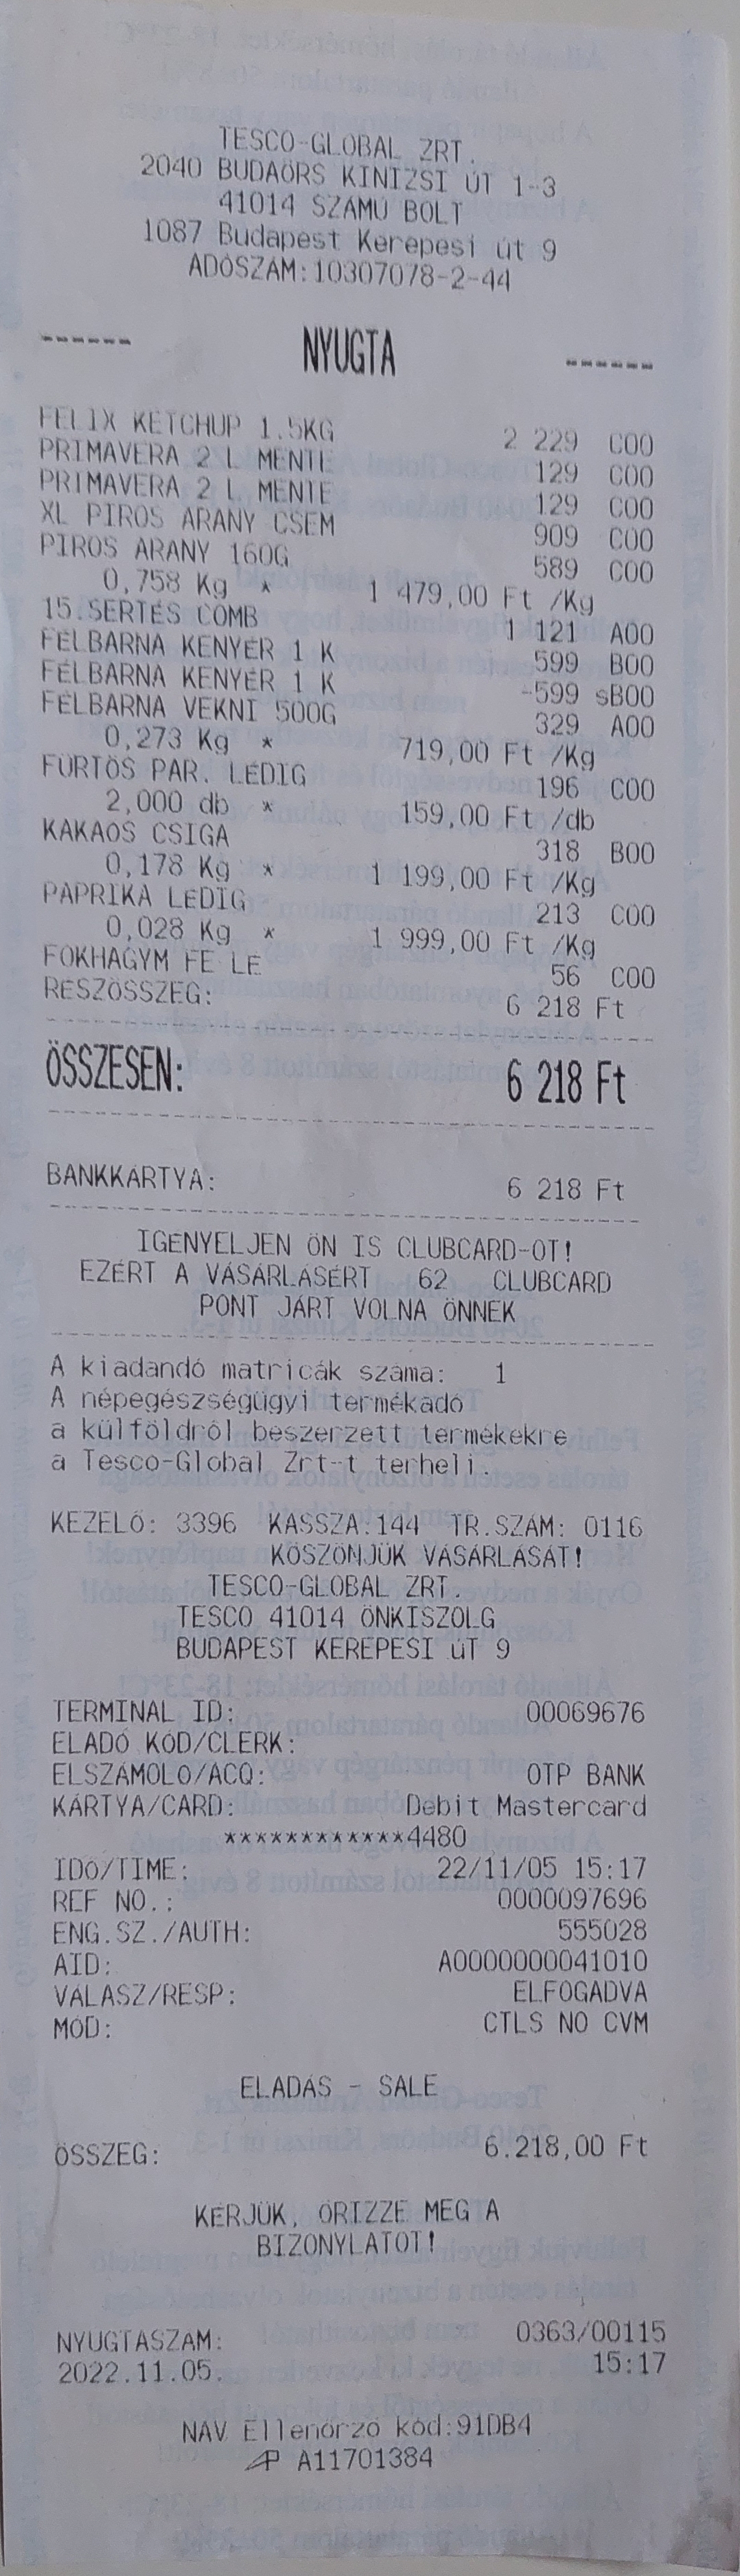 TESCO-GLOBAL ZRT.
2040 BUDAÖRS KINIZSI ÚT 1-3
41014 SZÁMÚ BOLT
1087 Budapest Kerepesi út 9
ADÓSZÁM:10307078-2-44
------ NYUGTA ------
FELIX KETCHUP 1.5KG 2 229 C00
PRIMAVERA 2 L MENTE 129 C00
PRIMAVERA 2 L MENTE 129 C00
XL PIROS ARANY CSEM 909 C00
PIROS ARANY 160G 589 C00
0,758 Kg * 1 479,00 Ft /Kg
15.SERTÉS COMB 1 121 A00
FÉLBARNA KENYÉR 1 K 599 B00
FÉLBARNA KENYÉR 1 K -599 sB00
FÉLBARNA VEKNI 500G 329 A00
0,273 Kg * 719,00 Ft /Kg
FÜRTÖS PAR. LÉDIG 196 C00
2,000 db * 159,00 Ft /db
KAKAÓS CSIGA 318 B00
0,178 Kg * 1 199,00 Ft /Kg
PAPRIKA LÉDIG 213 C00
0,028 Kg * 1 999,00 Ft /Kg
FOKHAGYM FE LÉ 56 C00
RÉSZÖSSZEG: 6 218 Ft
ÖSSZESEN: 6 218 Ft
BANKKÁRTYA: 6 218 Ft
IGÉNYELJEN ÖN IS CLUBCARD-OT!
EZÉRT A VÁSÁRLÁSÉRT 62 CLUBCARD
PONT JÁRT VOLNA ÖNNEK
A kiadandó matricák száma: 1
A népegészségügyi termékadó
a külföldről beszerzett termékekre
a Tesco-Global Zrt-t terheli.
KEZELŐ: 3396 KASSZA:144 TR.SZÁM: 0116
KÖSZÖNJÜK VÁSÁRLÁSÁT!
TESCO-GLOBAL ZRT.
TESCO 41014 ÖNKISZOLG
BUDAPEST KEREPESI úT 9
TERMINÁL ID: 00069676
ELADÓ KÓD/CLERK:
ELSZÁMOLÓ/ACQ: OTP BANK
KÁRTYA/CARD: Debit Mastercard
************4480
IDŐ/TIME: 22/11/05 15:17
REF NO.: 0000097696
ENG.SZ./AUTH: 555028
AID: A0000000041010
VÁLASZ/RESP: ELFOGADVA
MÓD: CTLS NO CVM
ELADÁS - SALE
ÖSSZEG: 6.218,00 Ft
KÉRJÜK, ŐRIZZE MEG A
BIZONYLATOT!
NYUGTASZÁM: 0363/00115
2022.11.05. 15:17
NAV Ellenőrző kód:91DB4
AP A11701384